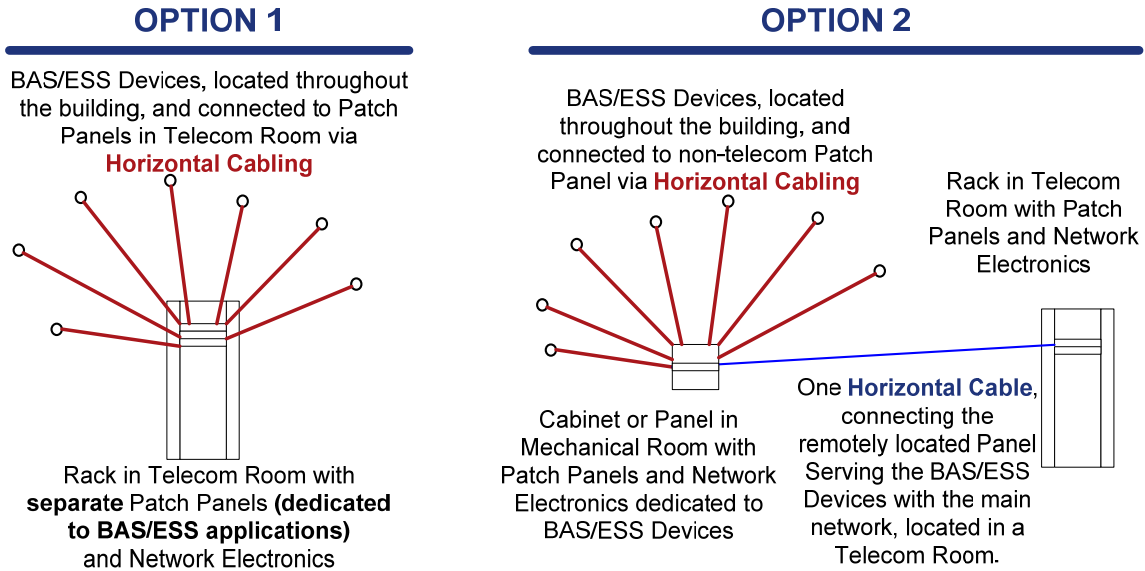 OPTION 1
BAS/ESS Devices, located throughout
the building, and connected to Patch
Panels in Telecom Room via
Horizontal Cabling
Rack in Telecom Room with
separate Patch Panels (dedicated
to BAS/ESS applications)
and Network Electronics
OPTION 2
BAS/ESS Devices, located
throughout the building, and
connected to non-telecom Patch
Panel via Horizontal Cabling
Rack in Telecom
Room with Patch
Panels and Network
Electronics
Cabinet or Panel in
Mechanical Room with
Patch Panels and Network
Electronics dedicated to
BAS/ESS Devices
One Horizontal Cable,
connecting the
remotely located Panel
Serving the BAS/ESS
Devices with the main
network, located in a
Telecom Room.